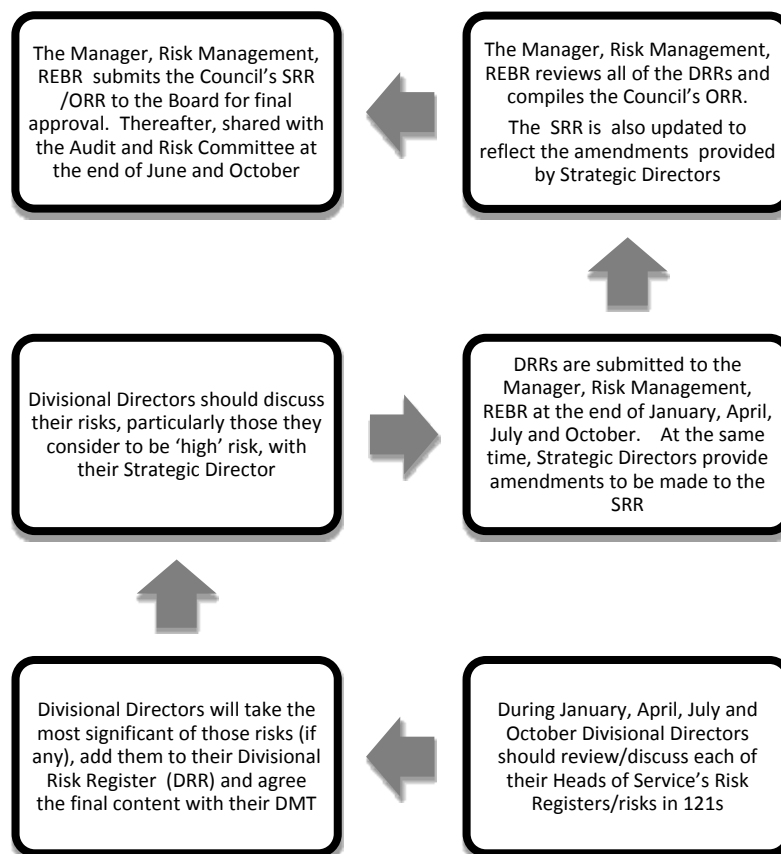 The Manager, Risk Management,
REBR submits the Council's SRR
/ORR to the Board for final
approval. Thereafter, shared with
the Audit and Risk Committee at
the end of June and October
The Manager, Risk Management,
REBR reviews all of the DRRs and
compiles the Council's ORR.
The SRR is also updated to
reflect the amendments provided
by Strategic Directors
Divisional Directors should discuss
their risks, particularly those they
consider to be 'high' risk, with
their Strategic Director
DRRs are submitted to the
Manager, Risk Management,
REBR at the end of January, April,
July and October. At the same
time, Strategic Directors provide
amendments to be made to the
SRR
Divisional Directors will take the
most significant of those risks (if
any), add them to their Divisional
Risk Register (DRR) and agree
the final content with their DMT
During January, April, July and
October Divisional Directors
should review/discuss each of
their Heads of Service's Risk
Registers/risks in 121s